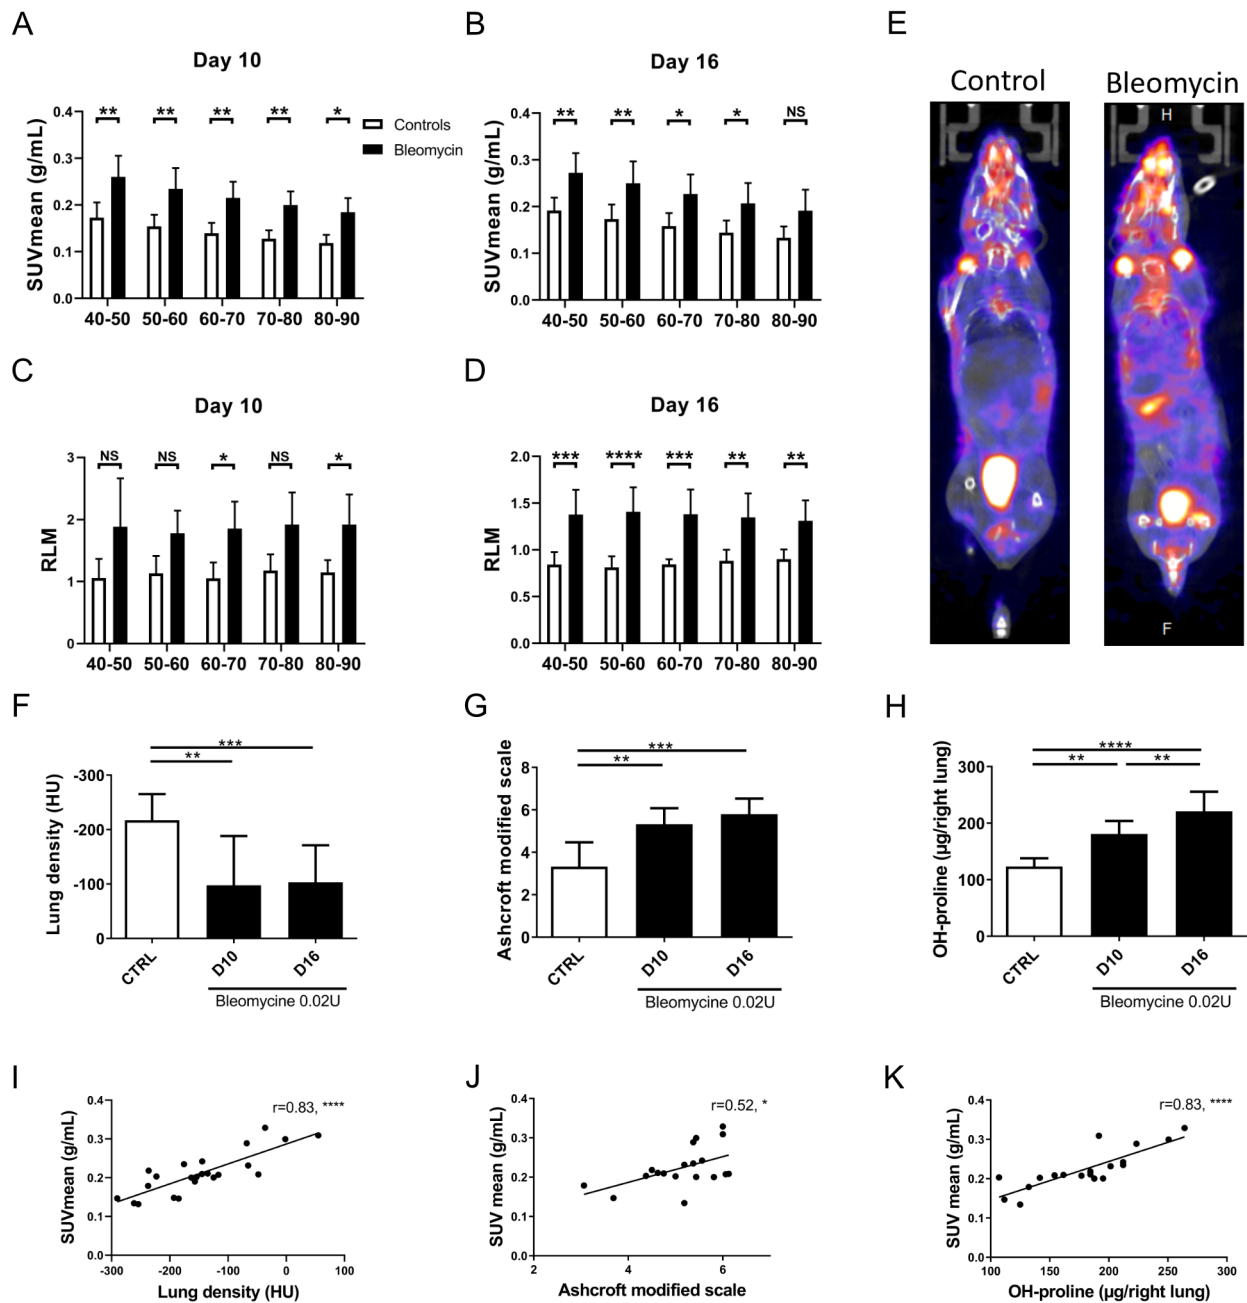 A
B
E
Day 10
Day 16
Control
Bleomycin
SUVmean (g/mL)
0.4
0.3
0.2
0.1
0.0
** ** ** ** *
Controls
Bleomycin
40-50 50-60 60-70 70-80 80-90
SUVmean (g/mL)
0.4
0.3
0.2
0.1
0.0
** ** * * NS
40-50 50-60 60-70 70-80 80-90
H
F
C
D
Day 10
Day 16
RLM
3
2
1
0
NS NS * NS *
40-50 50-60 60-70 70-80 80-90
RLM
2.0
1.5
1.0
0.5
0.0
*** **** *** ** **
40-50 50-60 60-70 70-80 80-90
F
G
H
Lung density (HU)
-300
-200
-100
0
***
**
CTRL D10 D16
Bleomycine 0.02U
Ashcroft modified scale
8
6
4
2
0
***
**
CTRL D10 D16
Bleomycine 0.02U
OH-proline (µg/right lung)
300
200
100
0
****
** **
CTRL D10 D16
Bleomycine 0.02U
I
J
K
SUVmean (g/mL)
0.4
0.3
0.2
0.1
0.0
r=0.83, ****
-300 -200 -100 0 100
Lung density (HU)
SUV mean (g/mL)
0.4
0.3
0.2
0.1
0.0
r=0.52, *
2 4 6
Ashcroft modified scale
SUV mean (g/mL)
0.4
0.3
0.2
0.1
0.0
r=0.83, ****
100 150 200 250 300
OH-proline (µg/right lung)